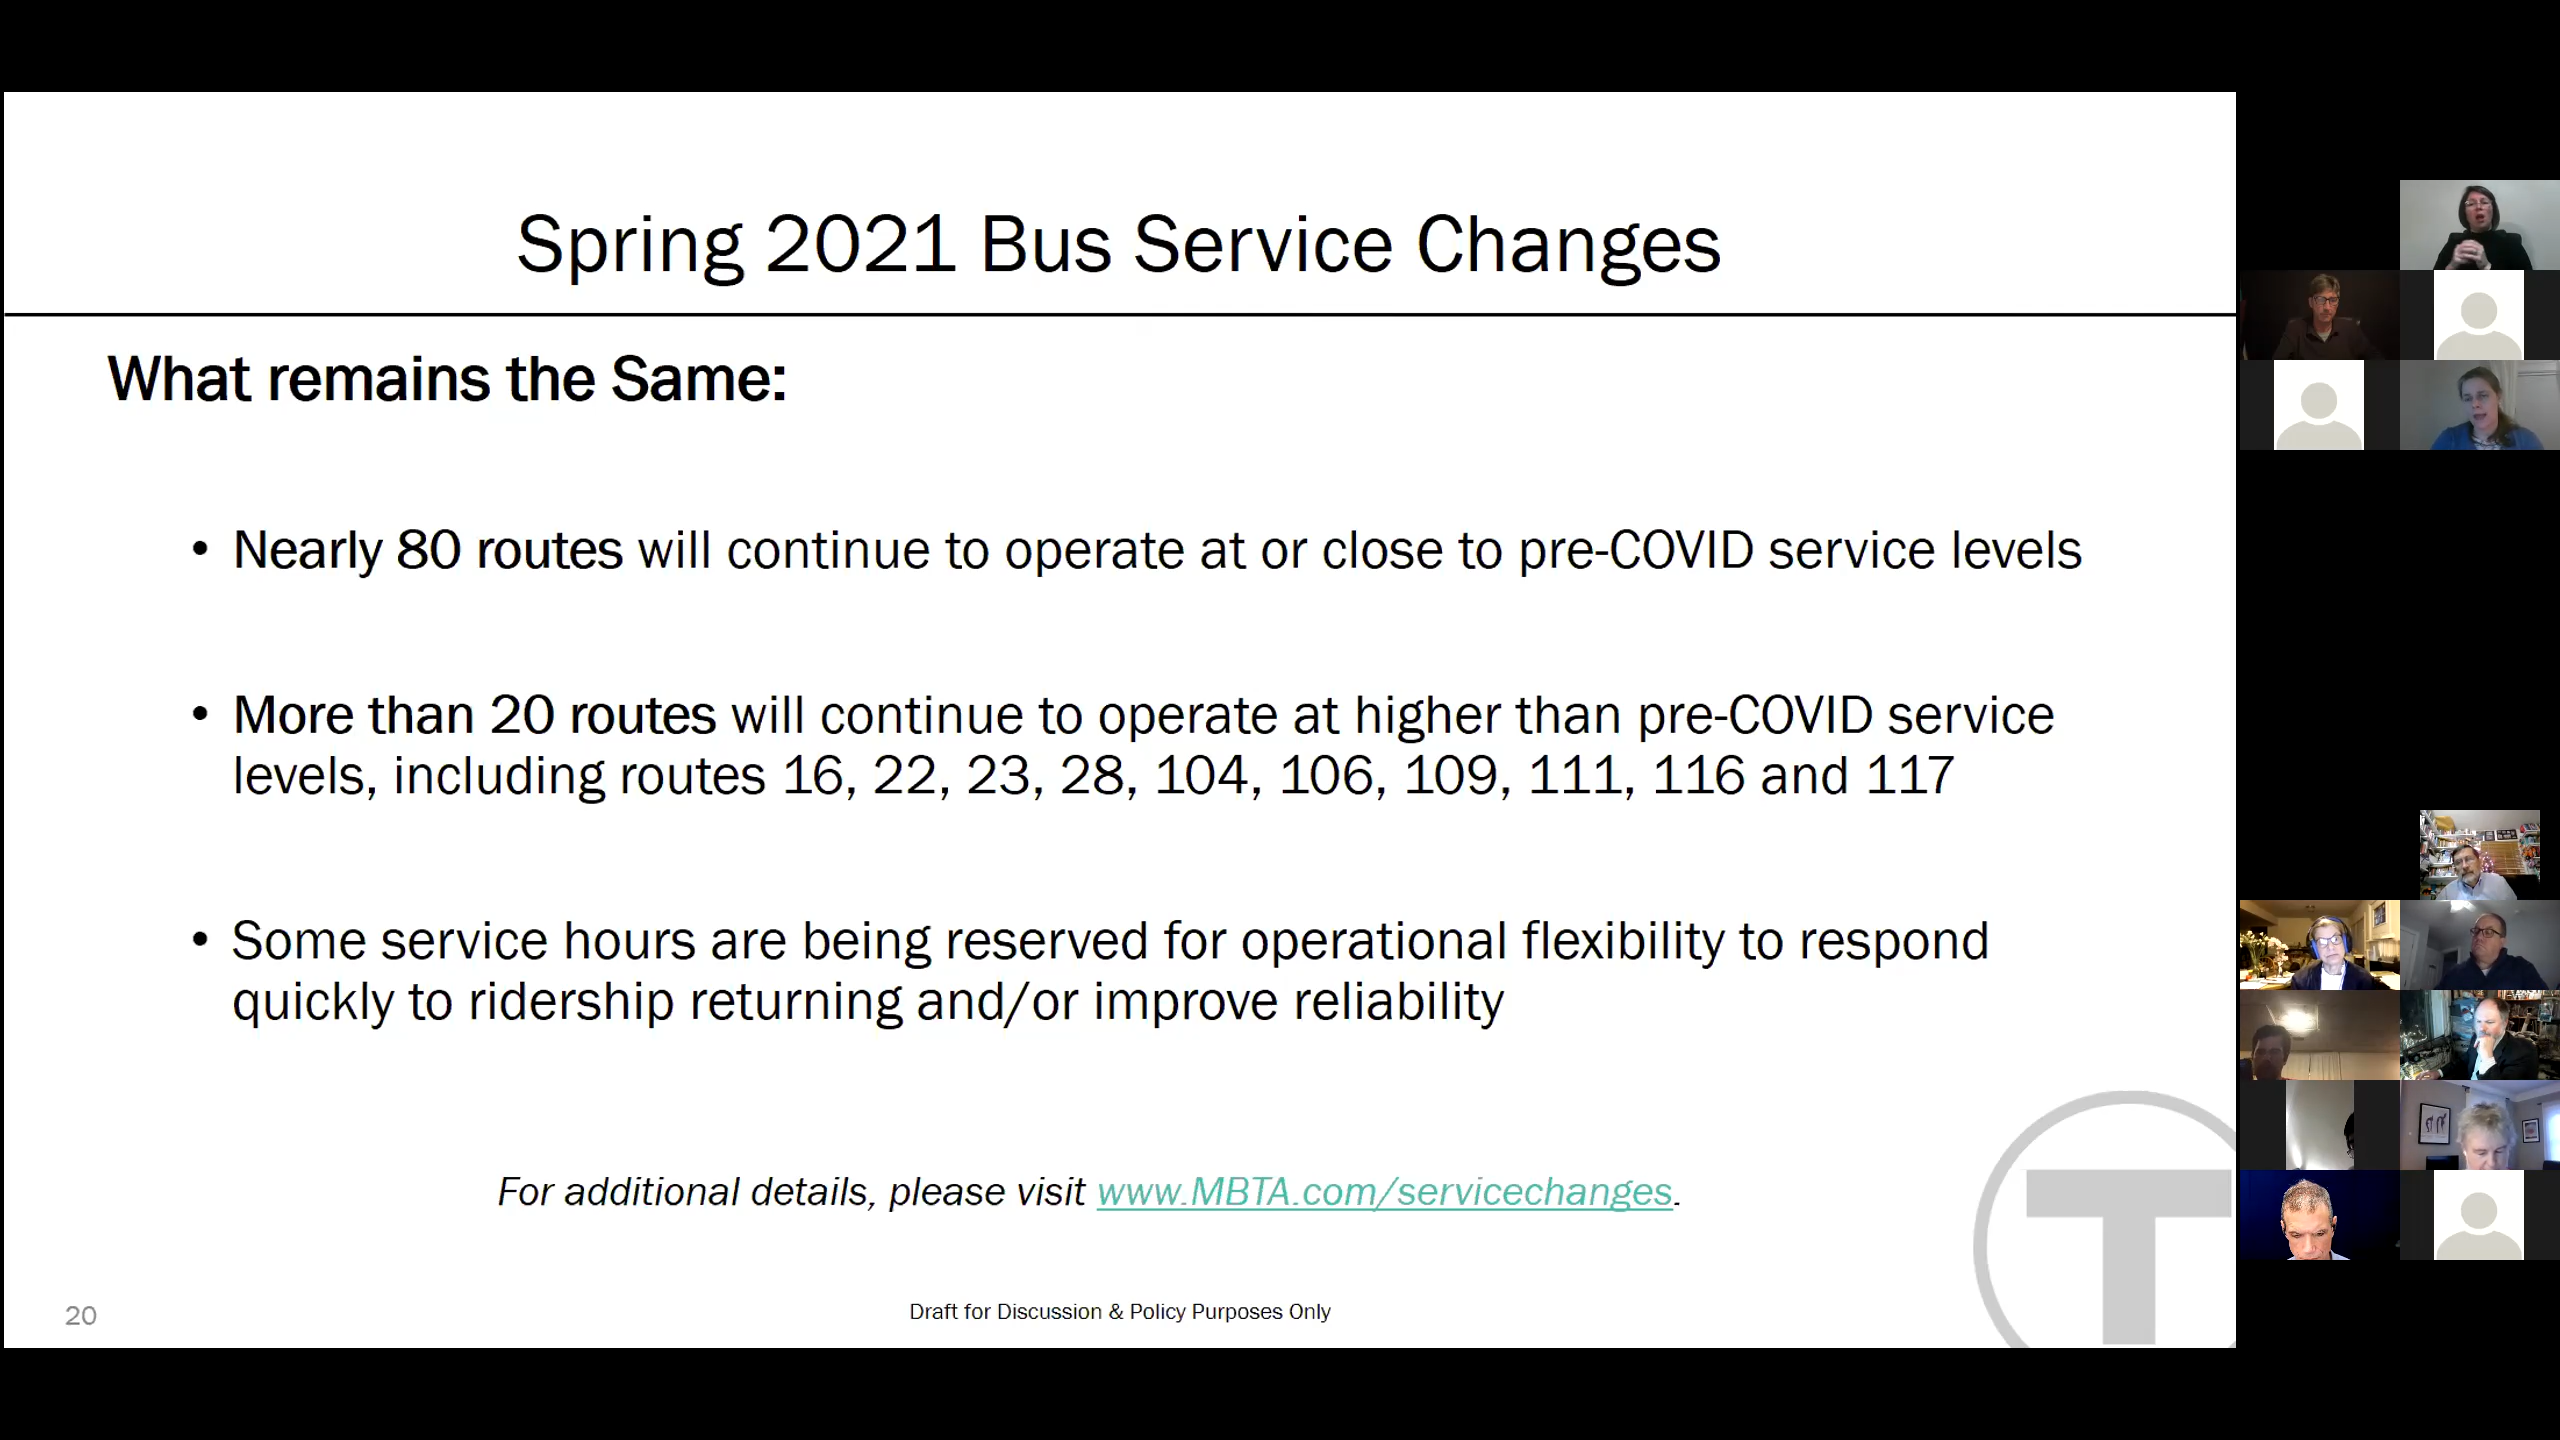 Spring 2021 Bus Service Changes
What remains the Same:
• Nearly 80 routes will continue to operate at or close to pre-COVID service levels
• More than 20 routes will continue to operate at higher than pre-COVID service
levels, including routes 16, 22, 23, 28, 104, 106, 109, 111, 116 and 117
• Some service hours are being reserved for operational flexibility to respond
quickly to ridership returning and/or improve reliability
For additional details, please visit www.MBTA.com/servicechanges.
20
Draft for Discussion & Policy Purposes Only
T